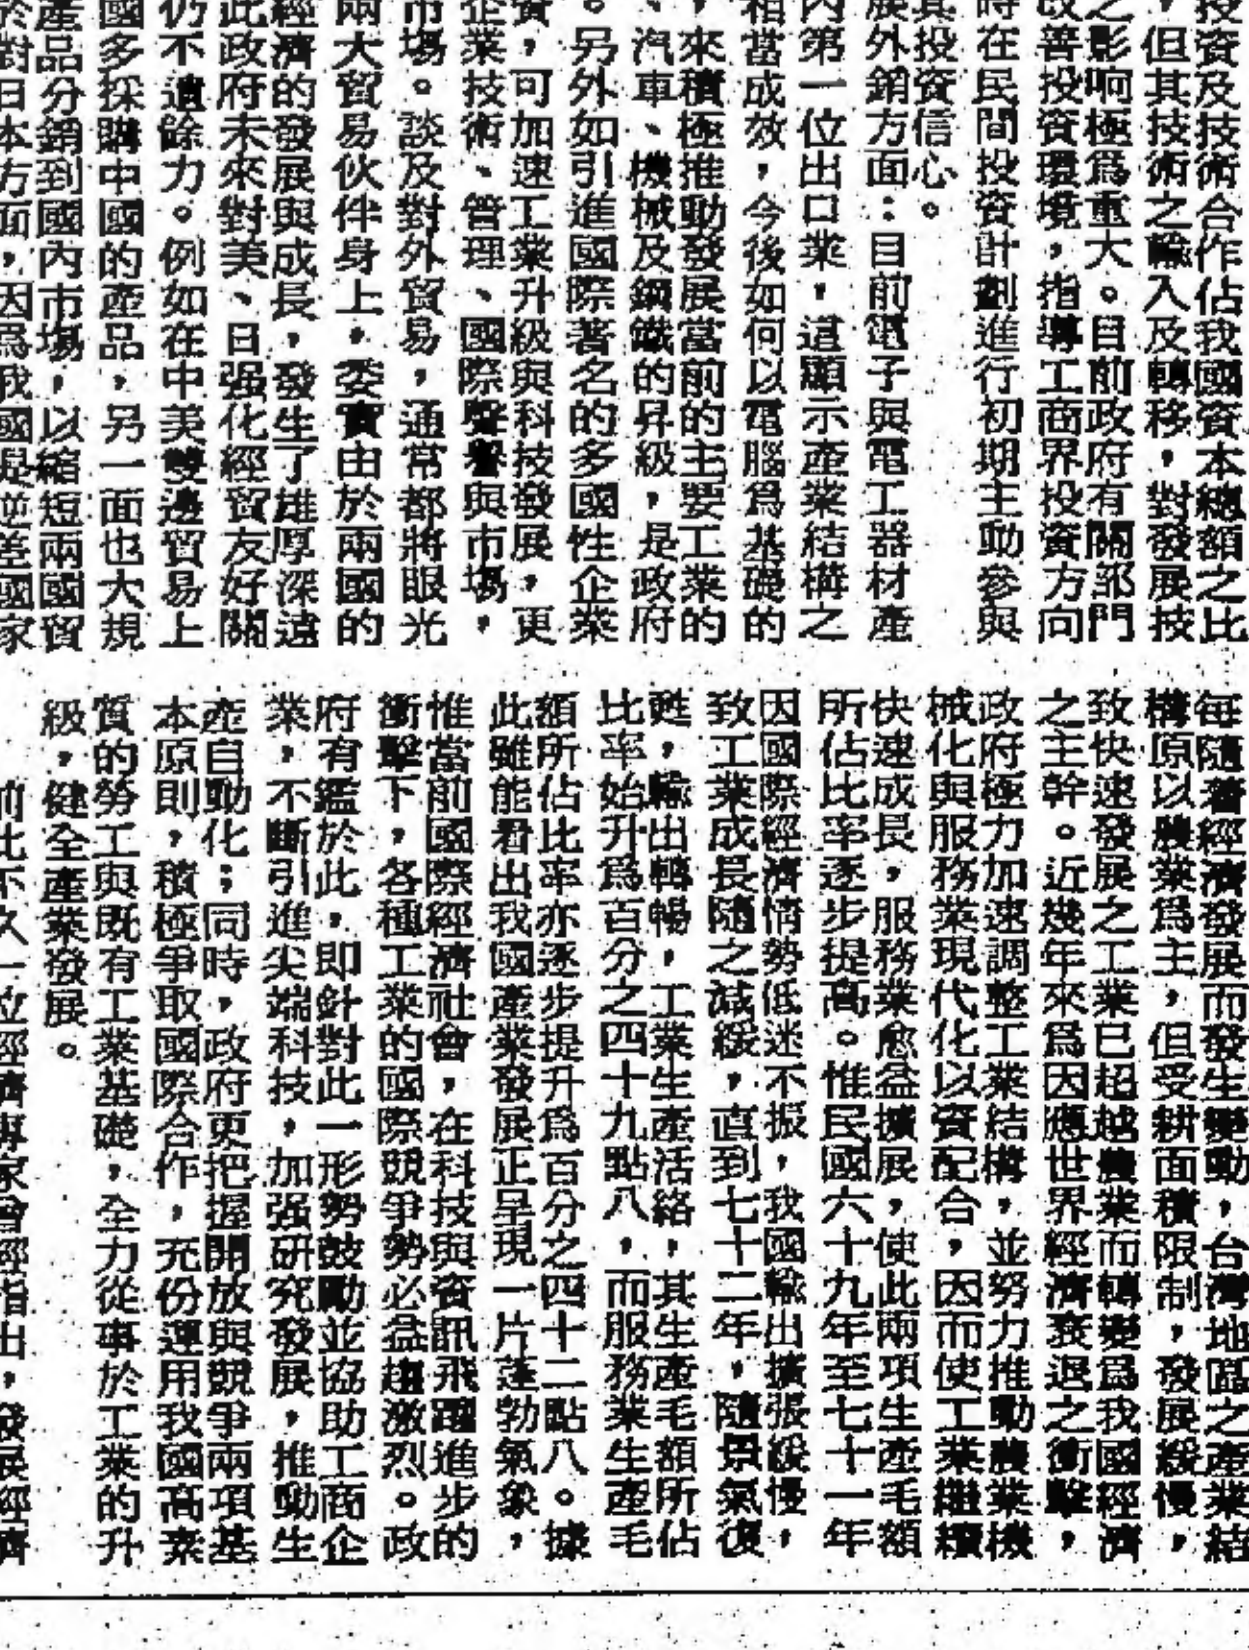 投資及技術合作佔我國資本總額之比
，但其技術之輸入及轉移，對發展技
之影响極爲重大。目前政府有關部門
改善投資環境，指導工商界投資方向
時在民間投資計劃進行初期主動參與
其投資信心。
展外銷方面：目前電子與電工器材產
內第一位出口業，這顯示產業結構之
相當成效，今後如何以電腦爲基礎的
，來積極推動發展當前的主要工業的
、汽車、機械及鋼鐵的昇級，是政府
。另外如引進國際著名的多國性企業
資，可加速工業升級與科技發展，更
企業技術、管理、國際聲譽與市場，
市場。談及對外貿易，通常都將眼光
兩大貿易伙伴身上，委實由於兩國的
經濟的發展與成長，發生了雄厚深遠
此政府未來對美、日强化經貿友好關
仍不遺餘力。例如在中美雙邊貿易上
國多採購中國的產品，另一面也大規
產品分銷到國內市場，以縮短兩國貿
於對日本方面，因爲我國是逆差國家
每隨著經濟發展而發生變動，台灣地區之產業結
構原以農業爲主，但受耕面積限制，發展緩慢，
致快速發展之工業已超越農業而轉變爲我國經濟
之主幹。近幾年來爲因應世界經濟衰退之衝擊，
政府極力加速調整工業結構，並努力推動農業機
械化與服務業現代化以資配合，因而使工業繼續
快速成長，服務業愈益擴展，使此兩項生產毛額
所佔比率逐步提高。惟民國六十九年至七十一年
因國際經濟情勢低迷不振，我國輸出擴張緩慢，
致工業成長隨之減緩，直到七十二年，隨景氣復
甦，輸出轉暢，工業生產活絡，其生產毛額所佔
比率始升爲百分之四十九點八，而服務業生產毛
額所佔比率亦逐步提升爲百分之四十二點八。據
此雖能看出我國產業發展正呈現一片蓬勃氣象，
惟當前國際經濟社會，在科技與資訊飛躍進步的
衝擊下，各種工業的國際競爭勢必益趨激烈。政
府有鑑於此，即針對此一形勢鼓勵並協助工商企
業，不斷引進尖端科技，加强研究發展，推動生
產自動化；同時，政府更把握開放與競爭兩項基
本原則，積極爭取國際合作，充份運用我國高素
質的勞工與既有工業基礎，全力從事於工業的升
級，健全產業發展。
前此不久一位經濟專家曾經指出，發展經濟